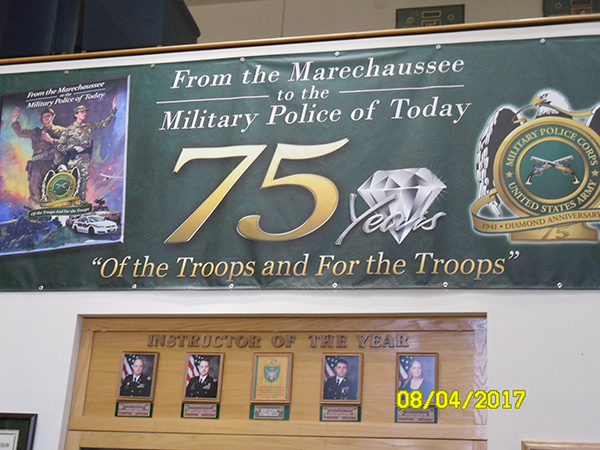 From the Marechaussee
to the
Military Police of Today
75
Years
"Of the Troops and For the Troops"
From the Marechaussee
to the
Military Police of Today
Of the Troops And For the Troops
MILITARY POLICE CORPS
UNITED STATES ARMY
1941 • DIAMOND ANNIVERSARY
75
INSTRUCTOR OF THE YEAR
08/04/2017